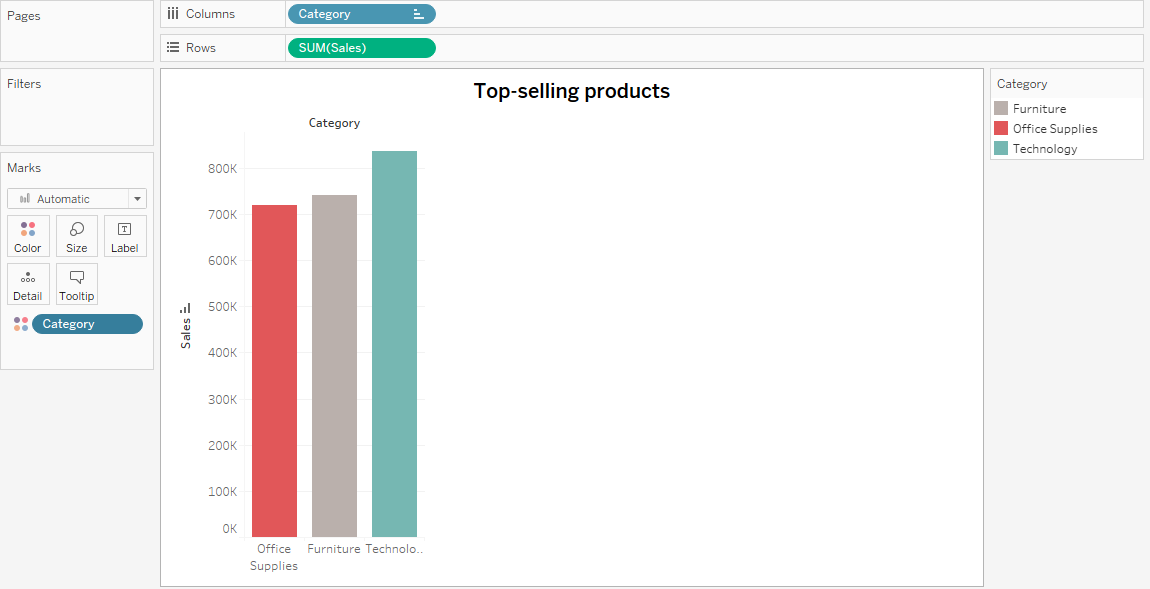 Pages
Columns
Category
Rows
SUM(Sales)
Filters
Marks
Automatic
Color
Size
Label
Detail
Tooltip
Category
Top-selling products
Category
800K
700K
600K
500K
400K
300K
200K
100K
0K
Sales
Office
Supplies
Furniture
Technolo..
Category
Furniture
Office Supplies
Technology